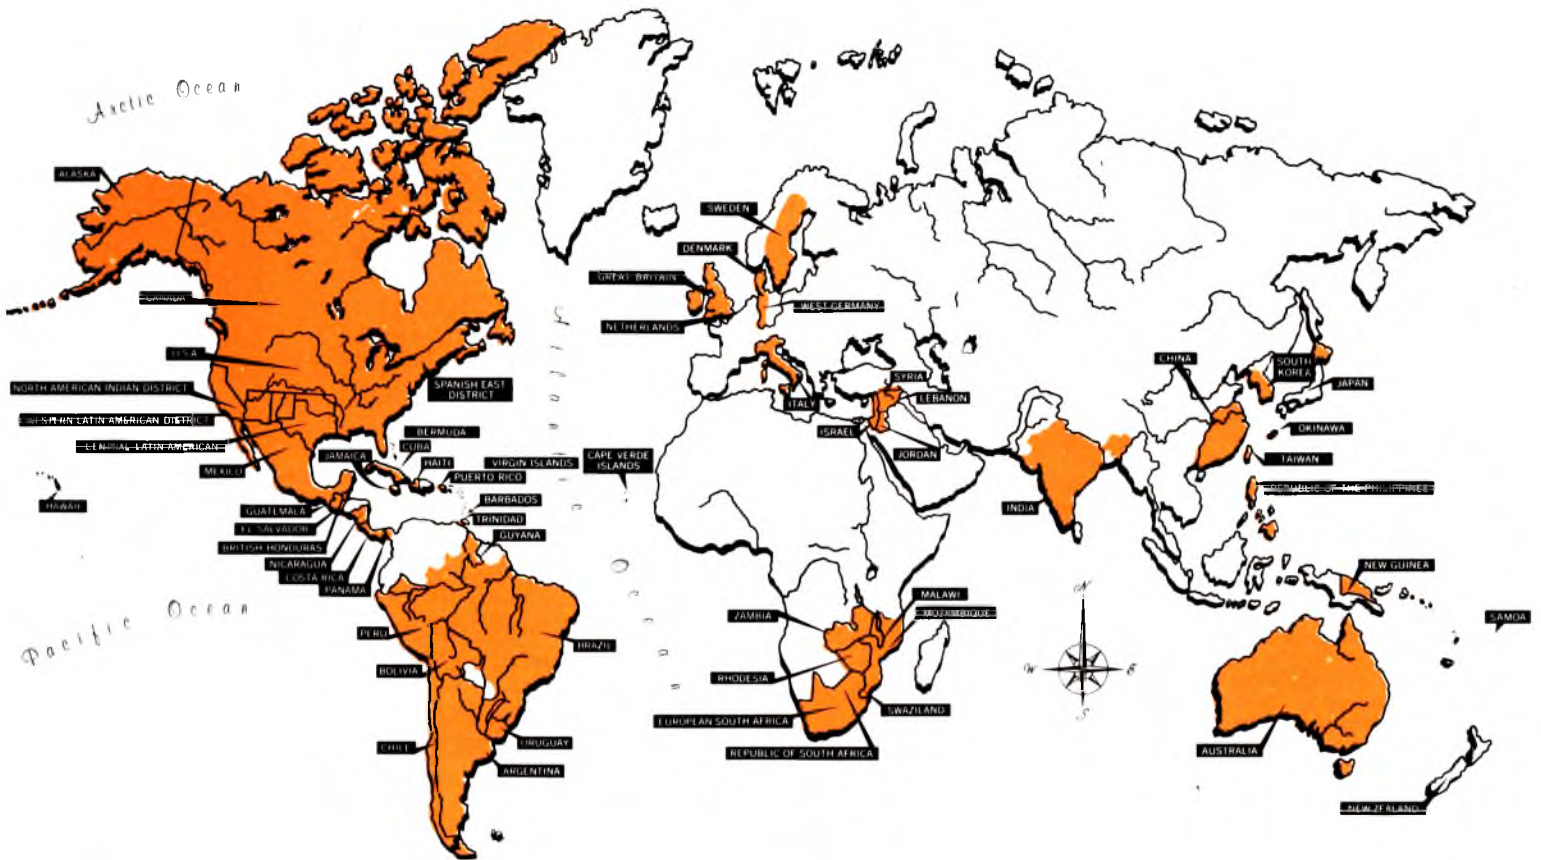 Arctic Ocean
ALASKA
SWEDEN
DENMARK
GREAT BRITAIN
CANADA
WEST GERMANY
NETHERLANDS
U.S.A.
CHINA
SOUTH
KOREA
SYRIA
JAPAN
NORTH AMERICAN INDIAN DISTRICT
SPANISH EAST
DISTRICT
LEBANON
ITALY
WESTERN LATIN AMERICAN DISTRICT
ISRAEL
OKINAWA
BERMUDA
CENTRAL LATIN AMERICAN
CUBA
JAMAICA
HAITI
VIRGIN ISLANDS
CAPE VERDE
ISLANDS
JORDAN
TAIWAN
MEXICO
PUERTO RICO
REPUBLIC OF THE PHILIPPINES
HAWAII
BARBADOS
GUATEMALA
TRINIDAD
INDIA
EL SALVADOR
GUYANA
BRITISH HONDURAS
NICARAGUA
NEW GUINEA
COSTA RICA
PANAMA
Atlantic
Ocean
MALAWI
Pacific Ocean
ZAMBIA
MOZAMBIQUE
SAMOA
N
PERU
BRAZIL
BOLIVIA
RHODESIA
W
E
S
SWAZILAND
EUROPEAN SOUTH AFRICA
CHILE
URUGUAY
REPUBLIC OF SOUTH AFRICA
AUSTRALIA
ARGENTINA
NEW ZEALAND